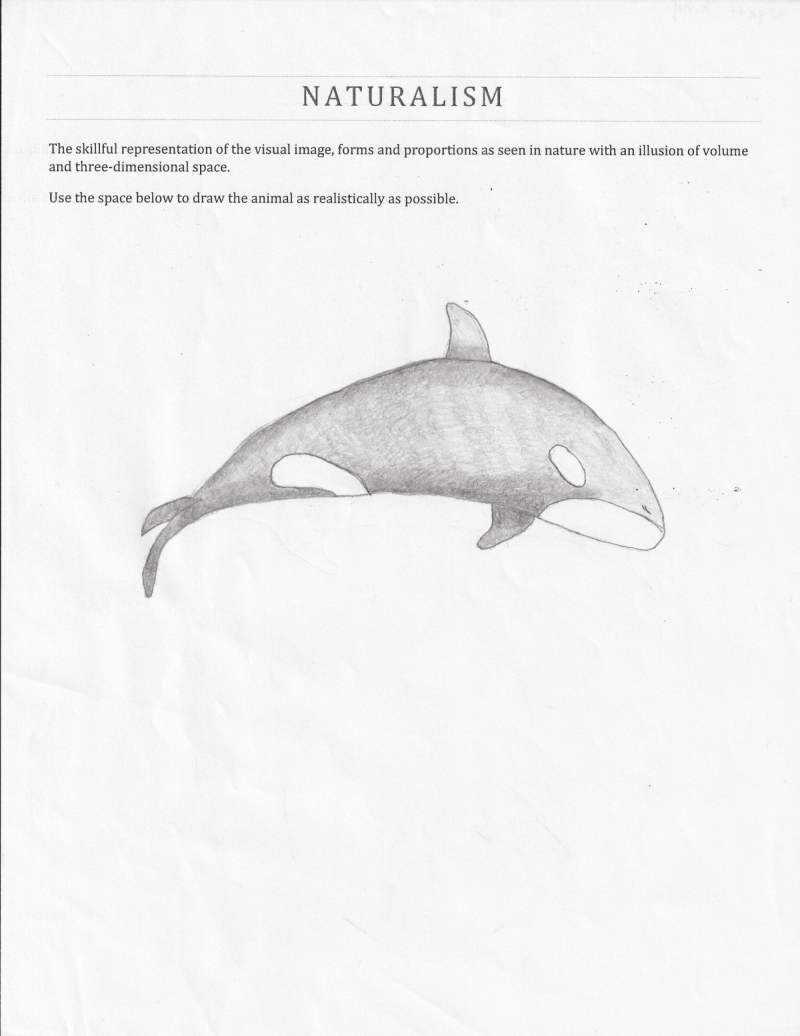 NATURALISM
The skillful representation of the visual image, forms and proportions as seen in nature with an illusion of volume
and three-dimensional space.
Use the space below to draw the animal as realistically as possible.